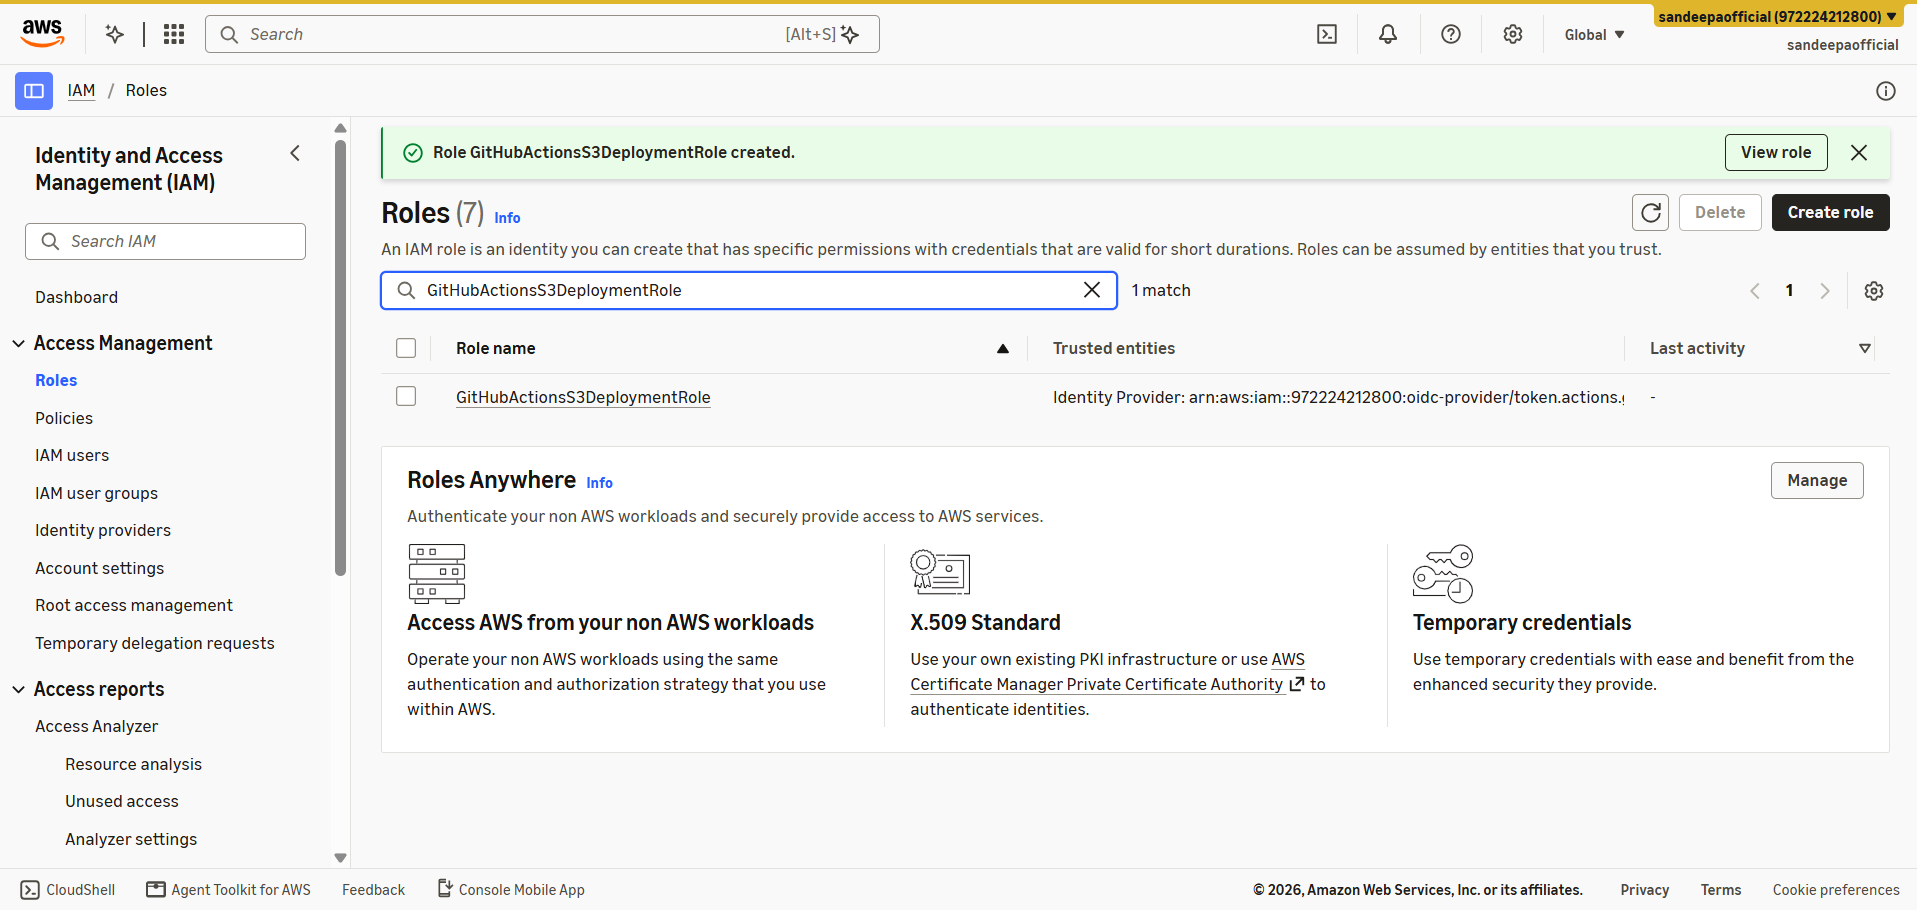 aws
Search
[Alt+S]
Global
sandeepaofficial (972224212800)
sandeepaofficial
IAM / Roles
Identity and Access
Management (IAM)
Search IAM
Dashboard
Access Management
Roles
Policies
IAM users
IAM user groups
Identity providers
Account settings
Root access management
Temporary delegation requests
Access reports
Access Analyzer
Resource analysis
Unused access
Analyzer settings
Role GitHubActionsS3DeploymentRole created.
View role
Roles (7) Info
Delete
Create role
An IAM role is an identity you can create that has specific permissions with credentials that are valid for short durations. Roles can be assumed by entities that you trust.
GitHubActionsS3DeploymentRole
1 match
1
Role name
Trusted entities
Last activity
GitHubActionsS3DeploymentRole
Identity Provider: arn:aws:iam::972224212800:oidc-provider/token.actions.
-
Roles Anywhere Info
Manage
Authenticate your non AWS workloads and securely provide access to AWS services.
Access AWS from your non AWS workloads
Operate your non AWS workloads using the same
authentication and authorization strategy that you use
within AWS.
X.509 Standard
Use your own existing PKI infrastructure or use AWS
Certificate Manager Private Certificate Authority to
authenticate identities.
Temporary credentials
Use temporary credentials with ease and benefit from the
enhanced security they provide.
CloudShell
Agent Toolkit for AWS
Feedback
Console Mobile App
© 2026, Amazon Web Services, Inc. or its affiliates.
Privacy
Terms
Cookie preferences